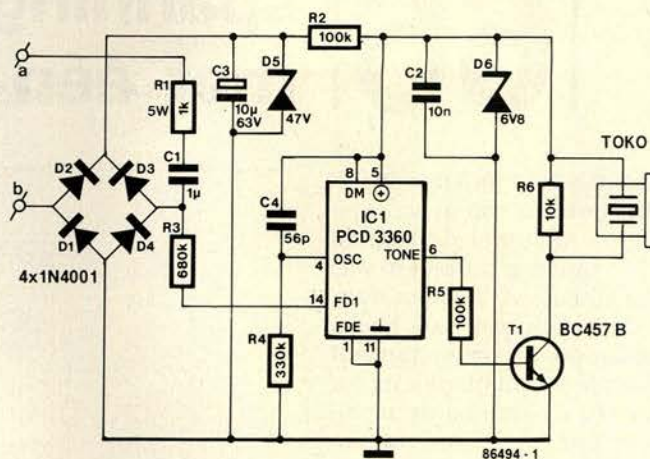 R2
100k
a
R1
5W
1k
C3
10µ
63V
D5
47V
C2
10n
D6
6V8
TOKO
D2
D3
C1
1µ
b
D1
D4
R3
680k
4x1N4001
C4
56p
8
5
DM
IC1
PCD 3360
OSC
TONE
4
6
14
FD1
FDE
1
11
R4
330k
R5
100k
R6
10k
T1
BC457 B
86494 - 1